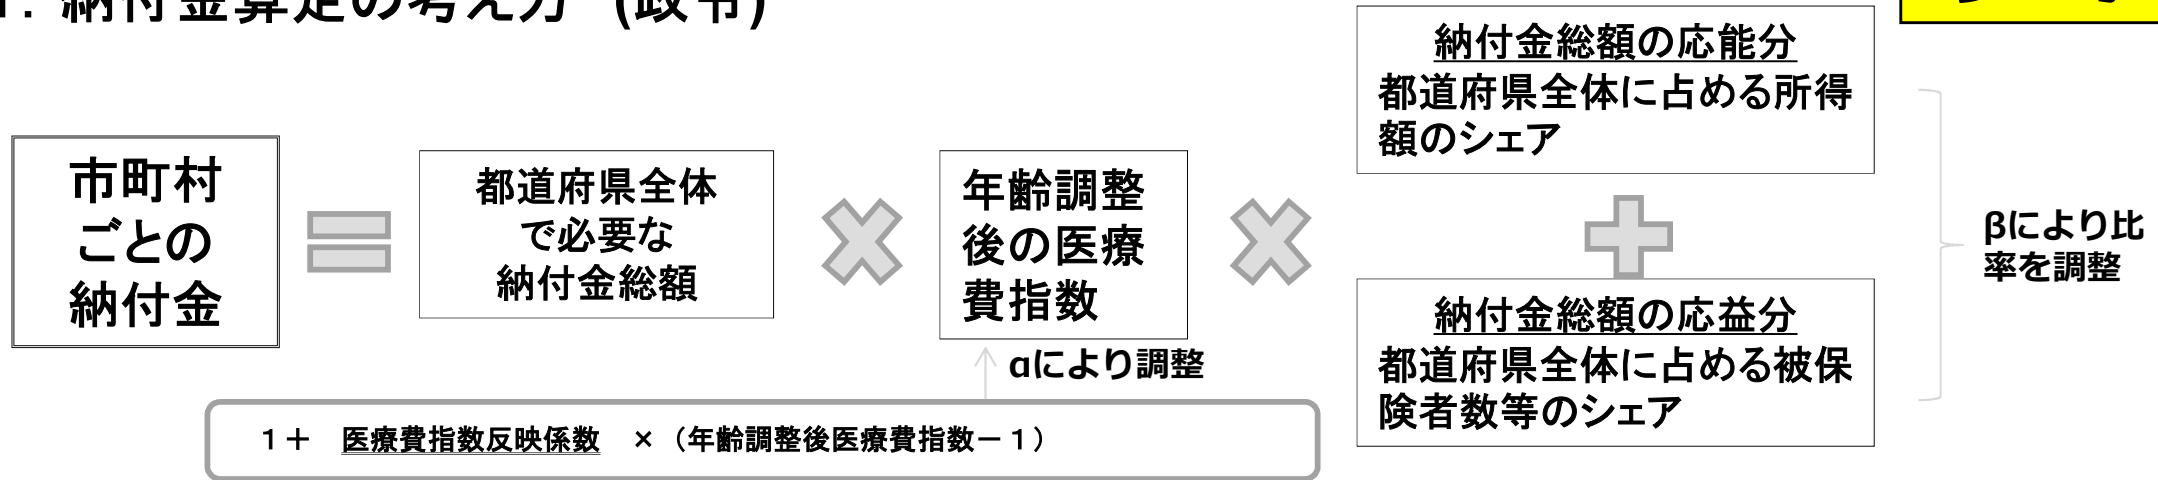 1. 納付金算定の考え方 (政令)
市町村
ごとの
納付金
都道府県全体
で必要な
納付金総額
年齢調整
後の医療
費指数
納付金総額の応能分
都道府県全体に占める所得
額のシェア
納付金総額の応益分
都道府県全体に占める被保
険者数等のシェア
βにより比
率を調整
αにより調整
1+ 医療費指数反映係数 ×(年齢調整後医療費指数-1)